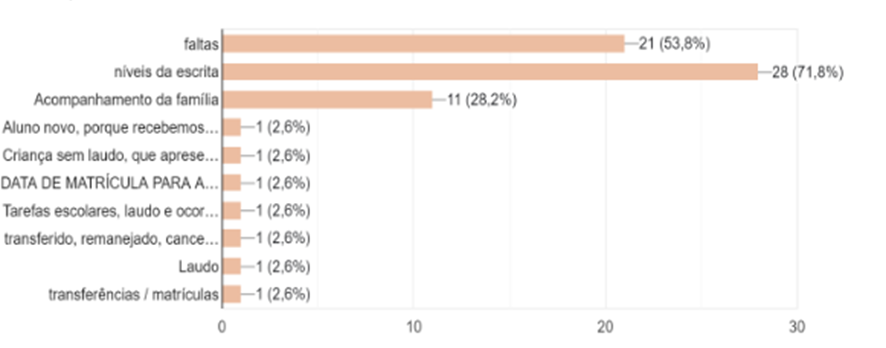 faltas 21 (53,8%)
níveis da escrita 28 (71,8%)
Acompanhamento da família 11 (28,2%)
Aluno novo, porque recebemos... 1 (2,6%)
Criança sem laudo, que aprese... 1 (2,6%)
DATA DE MATRÍCULA PARA A... 1 (2,6%)
Tarefas escolares, laudo e ocor... 1 (2,6%)
transferido, remanejado, cance... 1 (2,6%)
Laudo 1 (2,6%)
transferências / matrículas 1 (2,6%)
0 10 20 30